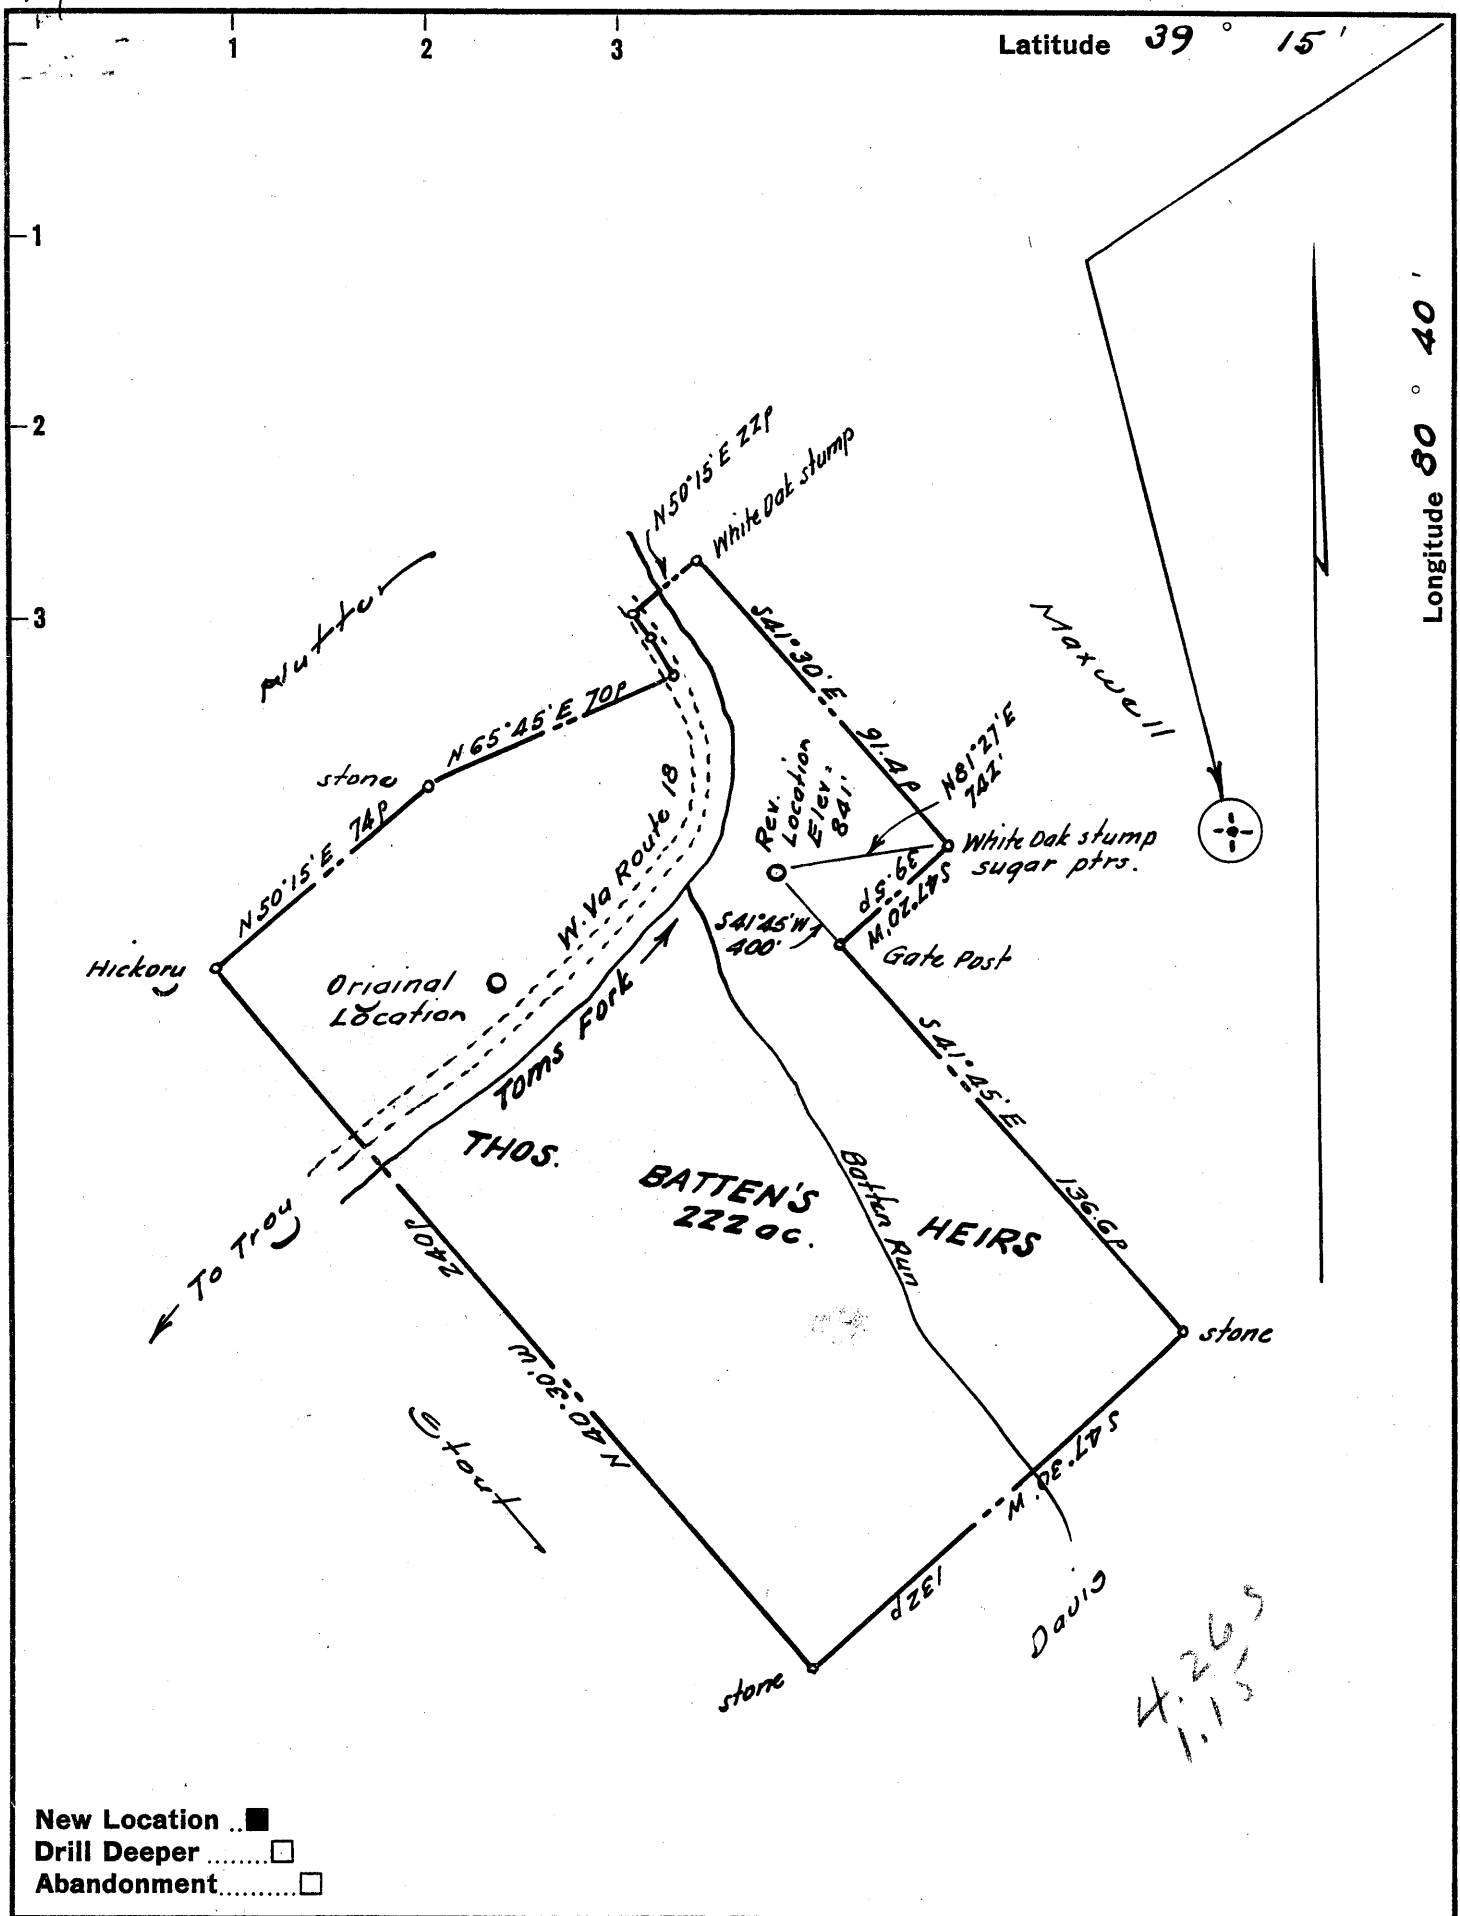 1
2
3
Latitude 39° 15'
1
2
3
Longitude 80° 40'
N50°15'E 22P
White Oak stump
S41°30'E
91.4P
Maxwell
N65°45'E 70P
stone
N50°15'E 74P
Hickory
W. Va Route 18
Rev.
Location
Elev:
841'
N81°27'E
742'
White Oak stump
sugar ptrs.
S47°20'W
39.5P
S41°45'W
400'
Gate Post
Original
Location
Toms Fork
S41°45'E
136.6P
THOS. BATTEN'S HEIRS
222 ac.
Batten Run
To Troy
240P
N40°30'W
Stout
stone
S47°30'W
132P
Davis
stone
4.265
1.15
New Location ..■
Drill Deeper ........□
Abandonment..........□